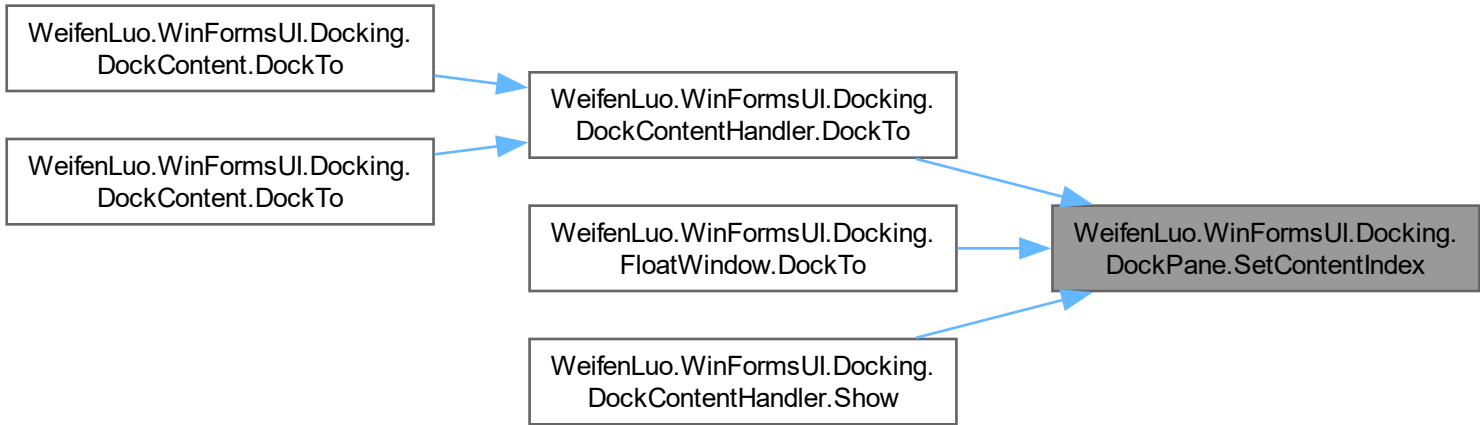 WeifenLuo.WinFormsUI.Docking.
DockContent.DockTo
WeifenLuo.WinFormsUI.Docking.
DockContent.DockTo
WeifenLuo.WinFormsUI.Docking.
DockContentHandler.DockTo
WeifenLuo.WinFormsUI.Docking.
FloatWindow.DockTo
WeifenLuo.WinFormsUI.Docking.
DockContentHandler.Show
WeifenLuo.WinFormsUI.Docking.
DockPane.SetContentIndex